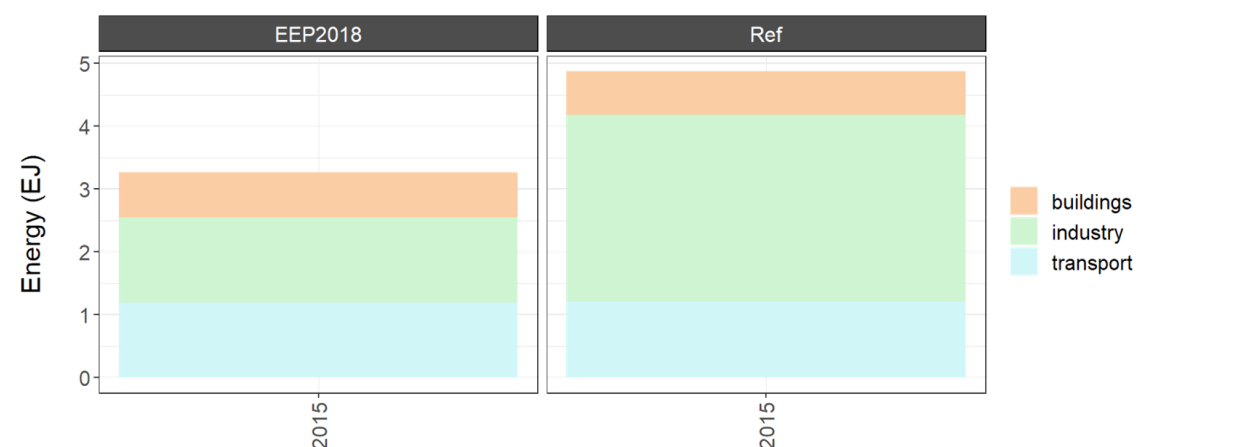 EEP2018
Ref
Energy (EJ)
5
4
3
2
1
0
2015
2015
buildings
industry
transport